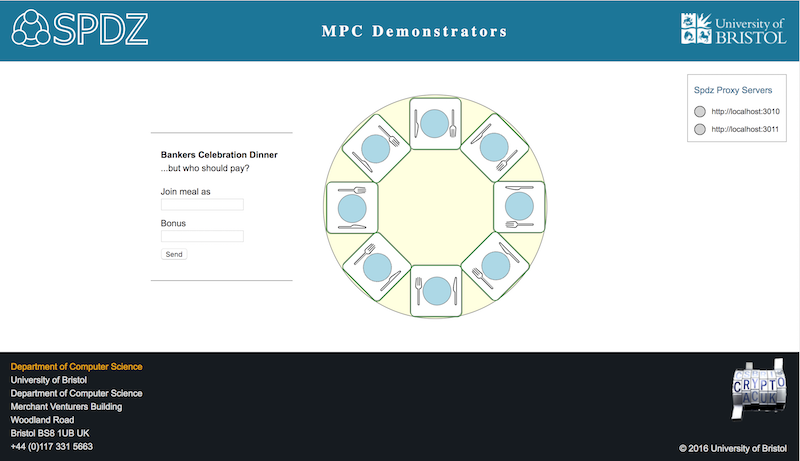 SPDZ
MPC Demonstrators
University of
BRISTOL
Spdz Proxy Servers
http://localhost:3010
http://localhost:3011
Bankers Celebration Dinner
...but who should pay?
Join meal as
Bonus
Send
Department of Computer Science
University of Bristol
Department of Computer Science
Merchant Venturers Building
Woodland Road
Bristol BS8 1UB UK
+44 (0)117 331 5663
CRYPTO
ACUK
© 2016 University of Bristol